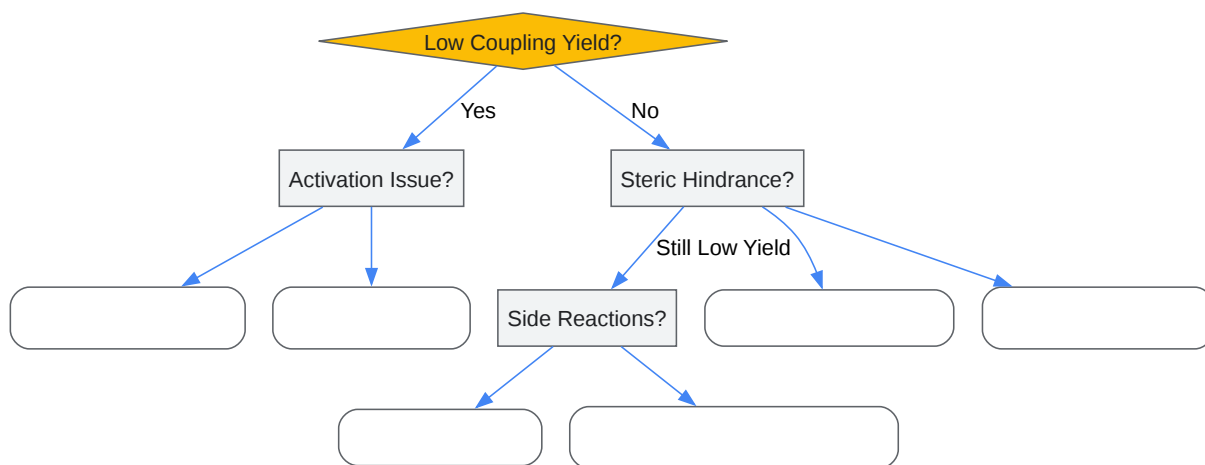 Low Coupling Yield?
Yes
No
Activation Issue?
Steric Hindrance?
Still Low Yield
Side Reactions?